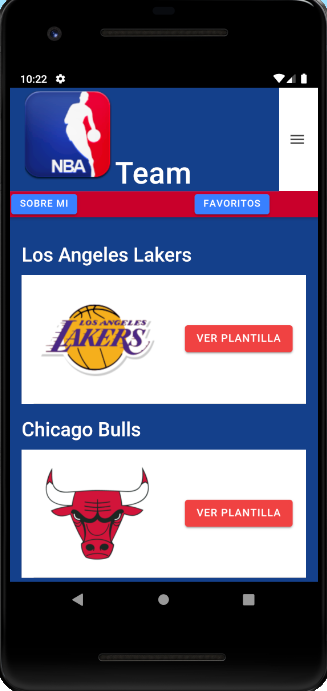 10:22
NBA
Team
SOBRE MI
FAVORITOS
Los Angeles Lakers
LOS ANGELES
LAKERS
VER PLANTILLA
Chicago Bulls
VER PLANTILLA